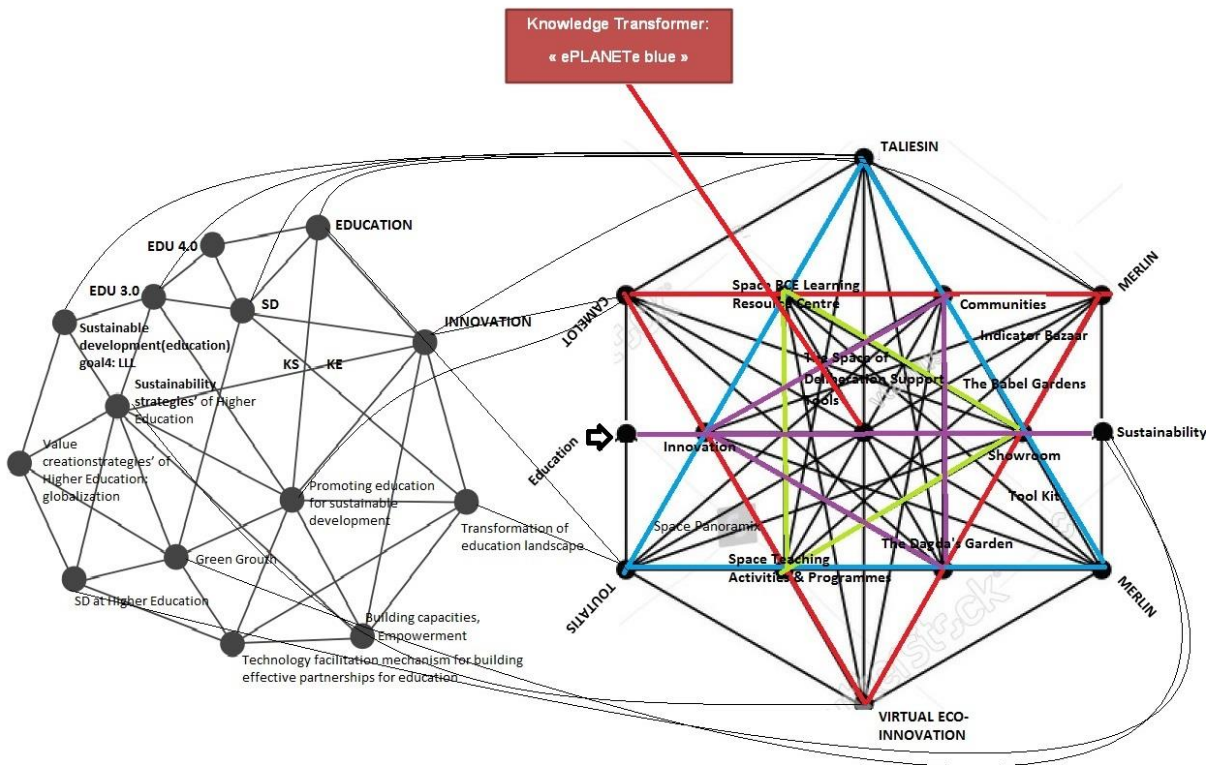 Knowledge Transformer:
« ePLANETe blue »
TALIESIN
EDUCATION
EDU 4.0
EDU 3.0
SD
INNOVATION
Sustainable
development(education)
goal4: LLL
KS
KE
Sustainability
strategies' of Higher
Education
Value
creationstrategies' of
Higher Education:
globalization
Promoting education
for sustainable
development
Transformation of
education landscape
Green Grouth
SD at Higher Education
Building capacities,
Empowerment
Technology facilitation mechanism for building
effective partnerships for education
CAMELOT
MERLIN
Space RCE Learning
Resource Centre
Communities
Indicator Bazaar
The Space of
Deliberation Support
Tools
The Babel Gardens
Education
Innovation
Sustainability
Showroom
Tool Kit
Space Panoramix
The Dagda's Garden
Space Teaching
Activities & Programmes
TOUTATIS
MERLIN
VIRTUAL ECO-
INNOVATION